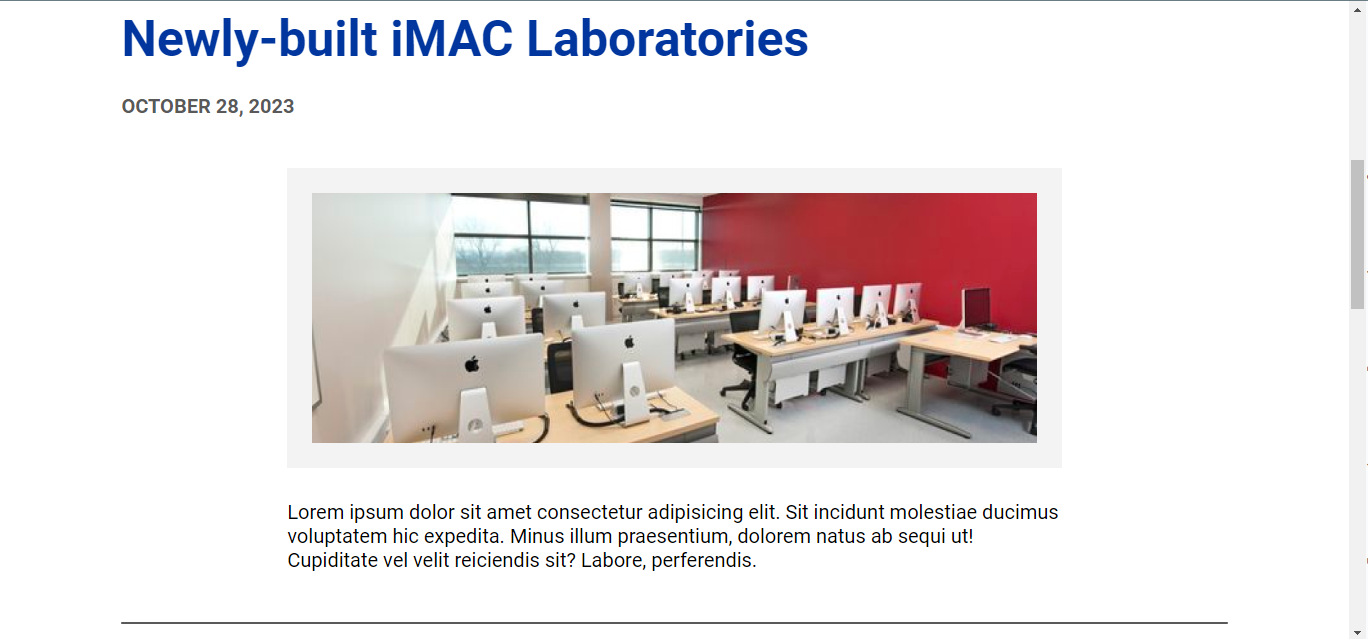 Newly-built iMAC Laboratories
OCTOBER 28, 2023
Lorem ipsum dolor sit amet consectetur adipisicing elit. Sit incidunt molestiae ducimus
voluptatem hic expedita. Minus illum praesentium, dolorem natus ab sequi ut!
Cupiditate vel velit reiciendis sit? Labore, perferendis.